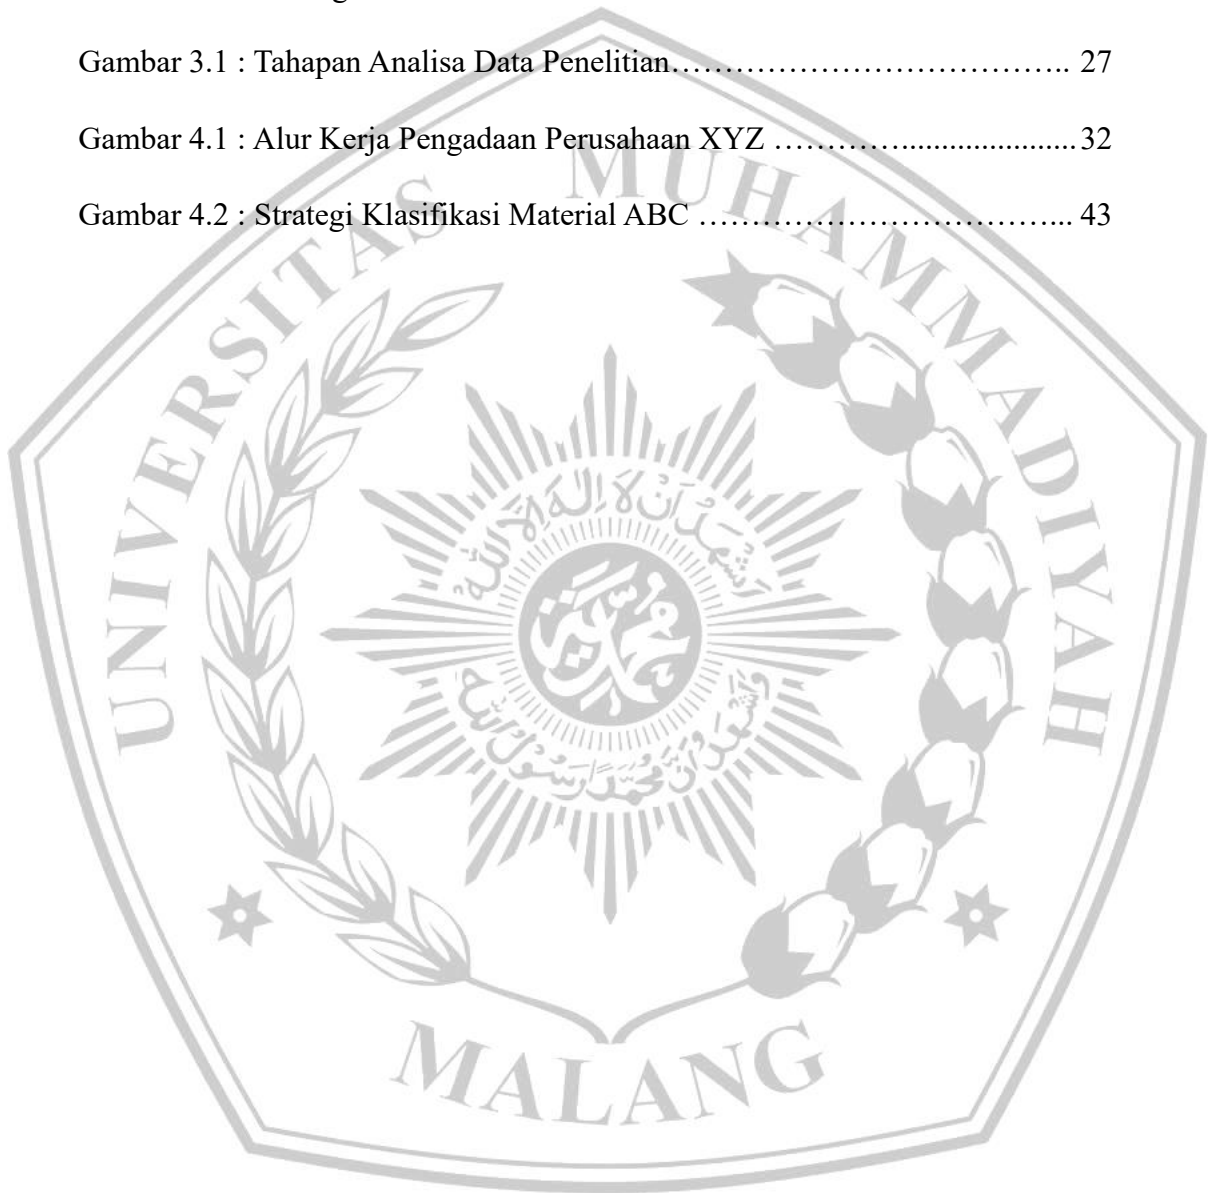 Gambar 3.1 : Tahapan Analisa Data Penelitian……………………………….. 27
Gambar 4.1 : Alur Kerja Pengadaan Perusahaan XYZ …………...................... 32
Gambar 4.2 : Strategi Klasifikasi Material ABC ……………………………... 43
UNIVERSITAS MUHAMMADIYAH
MALANG